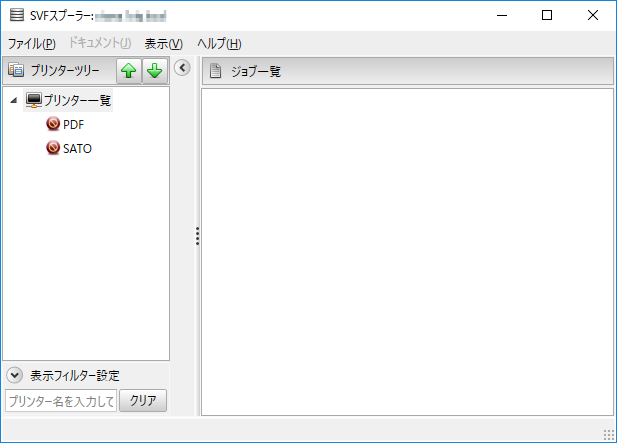 SVFスプーラー:
ファイル(P) ドキュメント(J) 表示(V) ヘルプ(H)
プリンターツリー
ジョブ一覧
プリンター一覧
PDF
SATO
表示フィルター設定
プリンター名を入力して
クリア